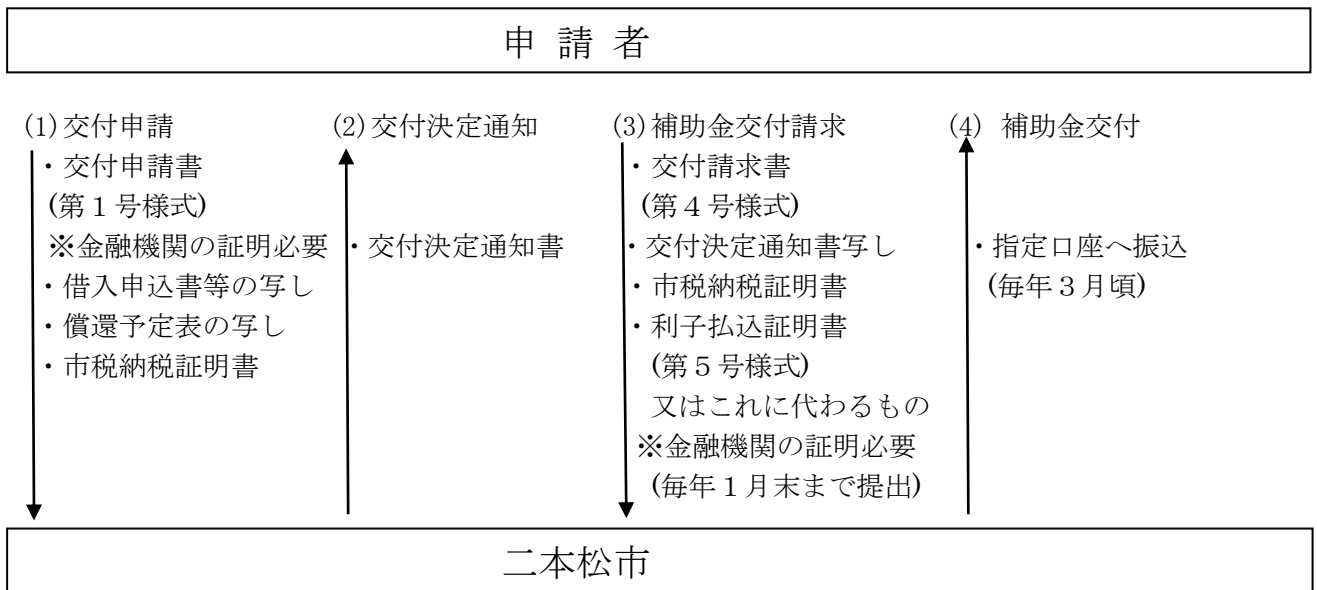 申 請 者
(1)交付申請
・交付申請書
(第１号様式)
※金融機関の証明必要
・借入申込書等の写し
・償還予定表の写し
・市税納税証明書
(2)交付決定通知
・交付決定通知書
(3)補助金交付請求
・交付請求書
(第４号様式)
・交付決定通知書写し
・市税納税証明書
・利子払込証明書
(第５号様式)
又はこれに代わるもの
※金融機関の証明必要
(毎年１月末まで提出)
(4) 補助金交付
・指定口座へ振込
(毎年３月頃)
二本松市